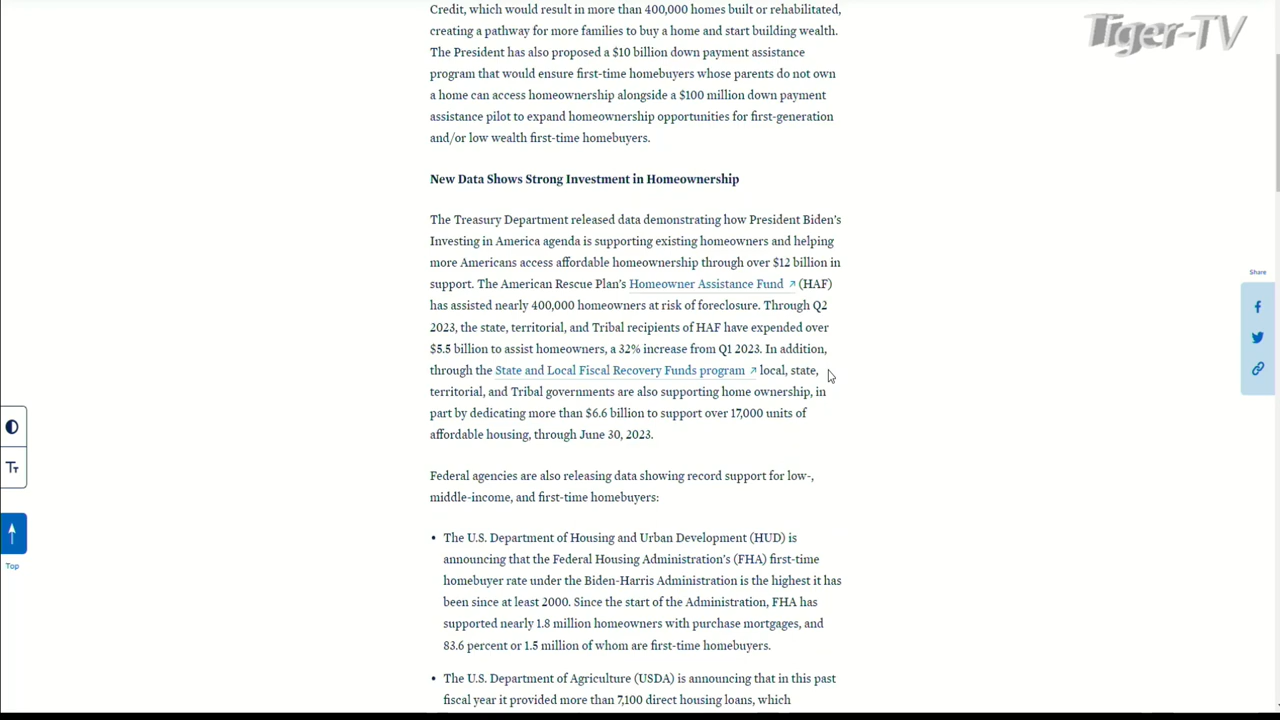 Tiger-TV
Credit, which would result in more than 400,000 homes built or rehabilitated,
creating a pathway for more families to buy a home and start building wealth.
The President has also proposed a $10 billion down payment assistance
program that would ensure first-time homebuyers whose parents do not own
a home can access homeownership alongside a $100 million down payment
assistance pilot to expand homeownership opportunities for first-generation
and/or low wealth first-time homebuyers.
New Data Shows Strong Investment in Homeownership
The Treasury Department released data demonstrating how President Biden's
Investing in America agenda is supporting existing homeowners and helping
more Americans access affordable homeownership through over $12 billion in
support. The American Rescue Plan's Homeowner Assistance Fund (HAF)
has assisted nearly 400,000 homeowners at risk of foreclosure. Through Q2
2023, the state, territorial, and Tribal recipients of HAF have expended over
$5.5 billion to assist homeowners, a 32% increase from Q1 2023. In addition,
through the State and Local Fiscal Recovery Funds program local, state,
territorial, and Tribal governments are also supporting home ownership, in
part by dedicating more than $6.6 billion to support over 17,000 units of
affordable housing, through June 30, 2023.
Federal agencies are also releasing data showing record support for low-,
middle-income, and first-time homebuyers:
• The U.S. Department of Housing and Urban Development (HUD) is
announcing that the Federal Housing Administration's (FHA) first-time
homebuyer rate under the Biden-Harris Administration is the highest it has
been since at least 2000. Since the start of the Administration, FHA has
supported nearly 1.8 million homeowners with purchase mortgages, and
83.6 percent or 1.5 million of whom are first-time homebuyers.
• The U.S. Department of Agriculture (USDA) is announcing that in this past
fiscal year it provided more than 7,100 direct housing loans, which
Share
TT
Top